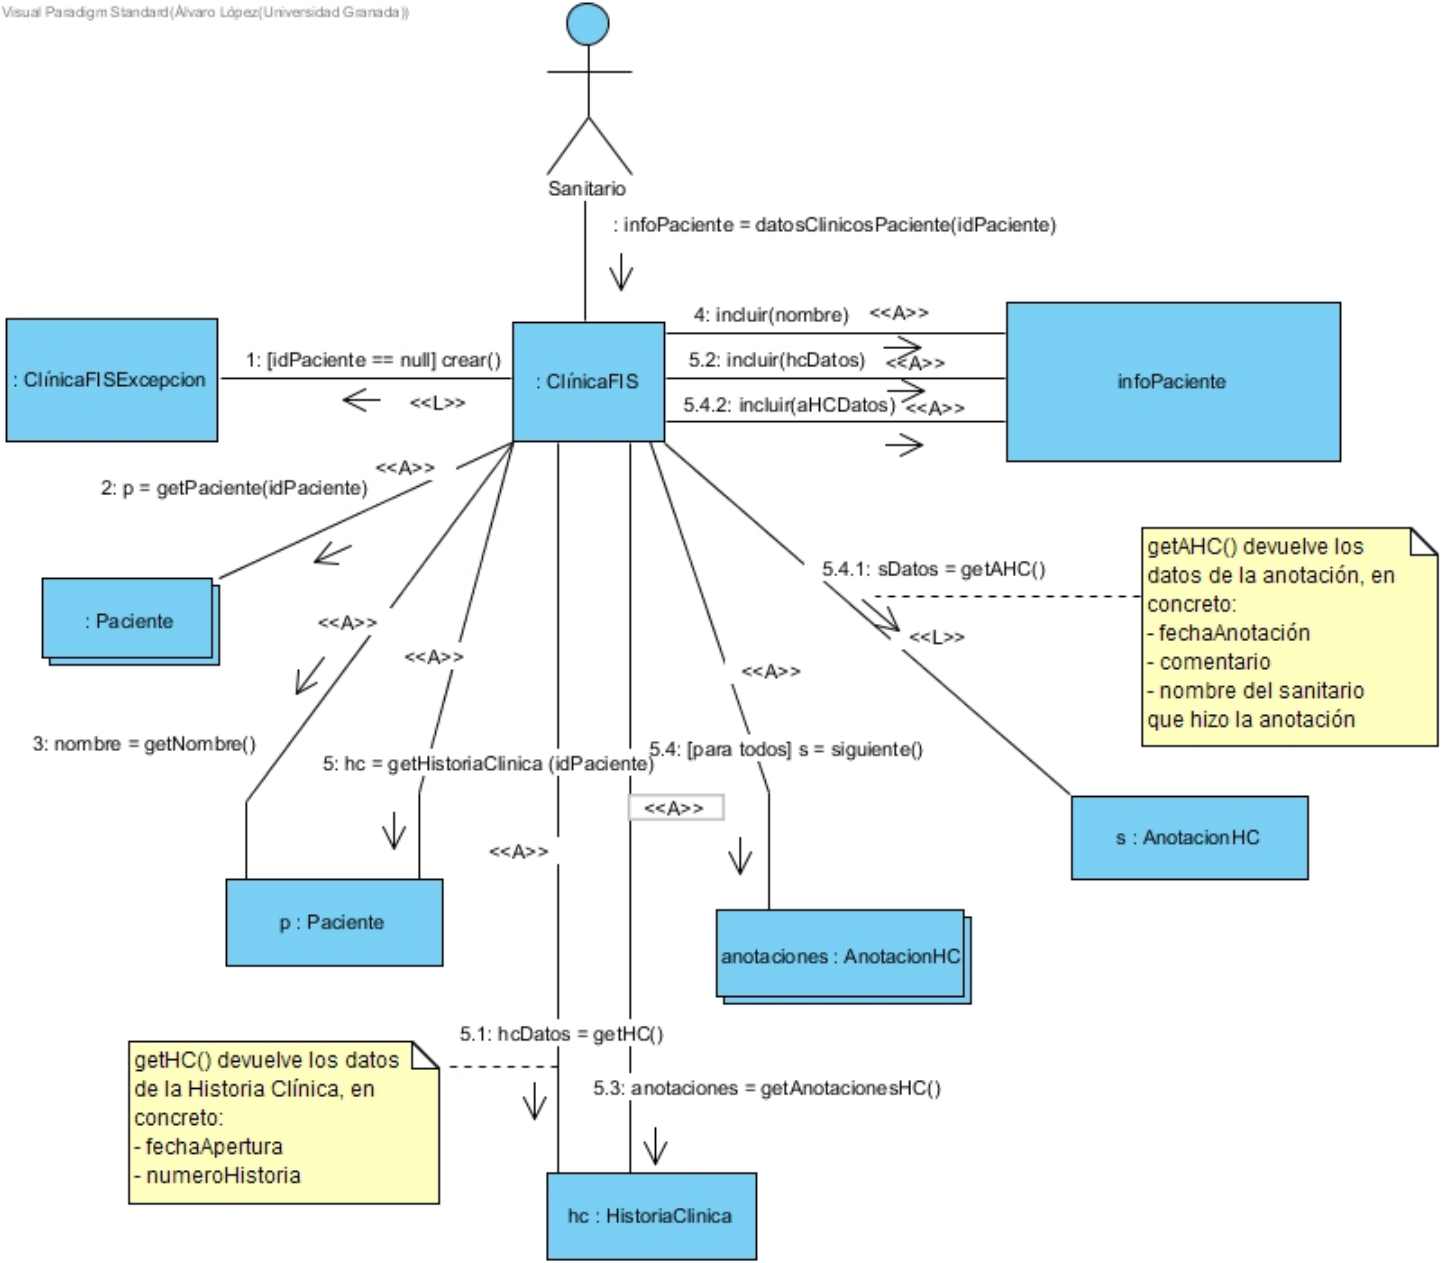 Visual Paradigm Standard(Álvaro López(Universidad Granada))
Sanitario
: infoPaciente = datosClinicosPaciente(idPaciente)
: ClínicaFISExcepcion
1: [idPaciente == null] crear()
<<L>>
: ClínicaFIS
4: incluir(nombre)
<<A>>
5.2: incluir(hcDatos)
<<A>>
5.4.2: incluir(aHCDatos)
<<A>>
infoPaciente
<<A>>
2: p = getPaciente(idPaciente)
: Paciente
<<A>>
3: nombre = getNombre()
<<A>>
5: hc = getHistoriaClinica (idPaciente)
p : Paciente
<<A>>
5.4: [para todos] s = siguiente()
<<A>>
<<A>>
anotaciones : AnotacionHC
5.4.1: sDatos = getAHC()
<<L>>
s : AnotacionHC
getAHC() devuelve los
datos de la anotación, en
concreto:
- fechaAnotación
- comentario
- nombre del sanitario
que hizo la anotación
5.1: hcDatos = getHC()
5.3: anotaciones = getAnotacionesHC()
getHC() devuelve los datos
de la Historia Clínica, en
concreto:
- fechaApertura
- numeroHistoria
hc : HistoriaClinica